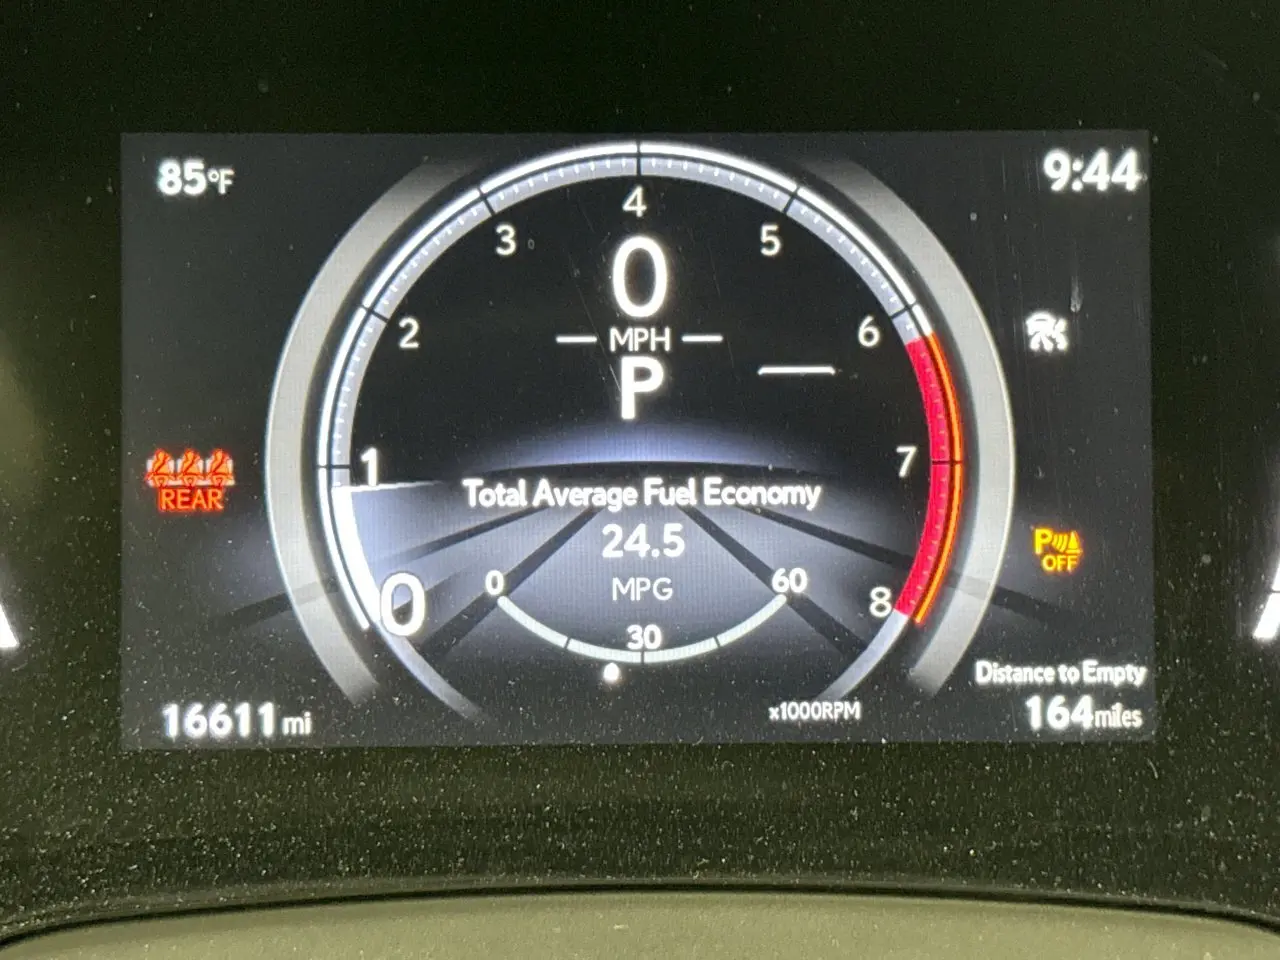 85°F
9:44
4
3
5
0
2
6
MPH
P
1
7
REAR
Total Average Fuel Economy
24.5
P
OFF
0
0
60
MPG
8
30
Distance to Empty
16611 mi
x1000RPM
164 miles